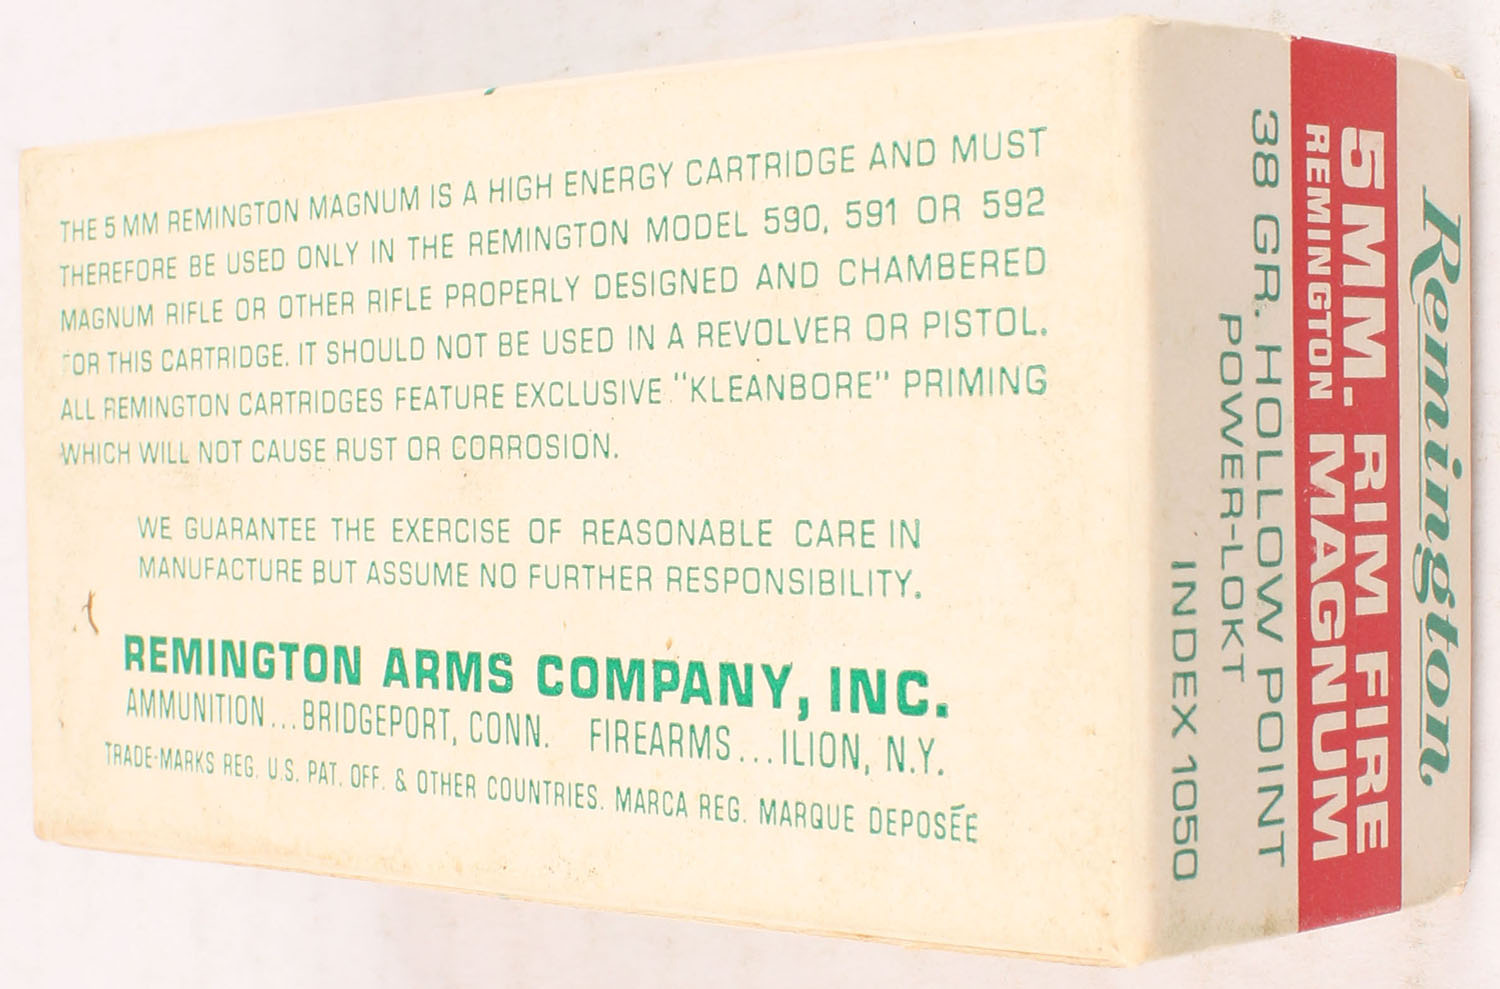 THE 5 MM REMINGTON MAGNUM IS A HIGH ENERGY CARTRIDGE AND MUST
THEREFORE BE USED ONLY IN THE REMINGTON MODEL 590, 591 OR 592
MAGNUM RIFLE OR OTHER RIFLE PROPERLY DESIGNED AND CHAMBERED
FOR THIS CARTRIDGE. IT SHOULD NOT BE USED IN A REVOLVER OR PISTOL.
ALL REMINGTON CARTRIDGES FEATURE EXCLUSIVE "KLEANBORE" PRIMING
WHICH WILL NOT CAUSE RUST OR CORROSION.
WE GUARANTEE THE EXERCISE OF REASONABLE CARE IN
MANUFACTURE BUT ASSUME NO FURTHER RESPONSIBILITY.
REMINGTON ARMS COMPANY, INC.
AMMUNITION...BRIDGEPORT, CONN. FIREARMS...ILION, N.Y.
TRADE-MARKS REG. U.S. PAT. OFF. & OTHER COUNTRIES. MARCA REG. MARQUE DEPOSÉE
Remington
5 MM. RIM FIRE
REMINGTON MAGNUM
38 GR. HOLLOW POINT
POWER-LOKT
INDEX 1050